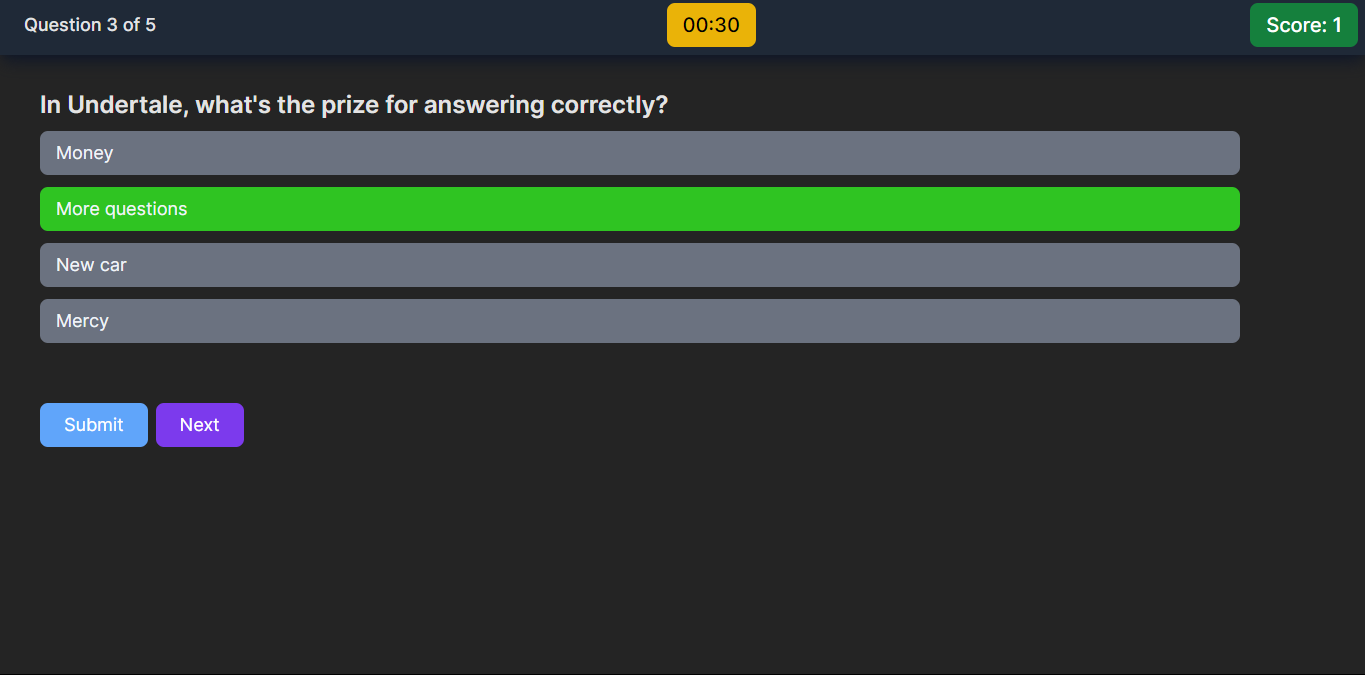 Question 3 of 5
00:30
Score: 1
In Undertale, what's the prize for answering correctly?
Money
More questions
New car
Mercy
Submit
Next